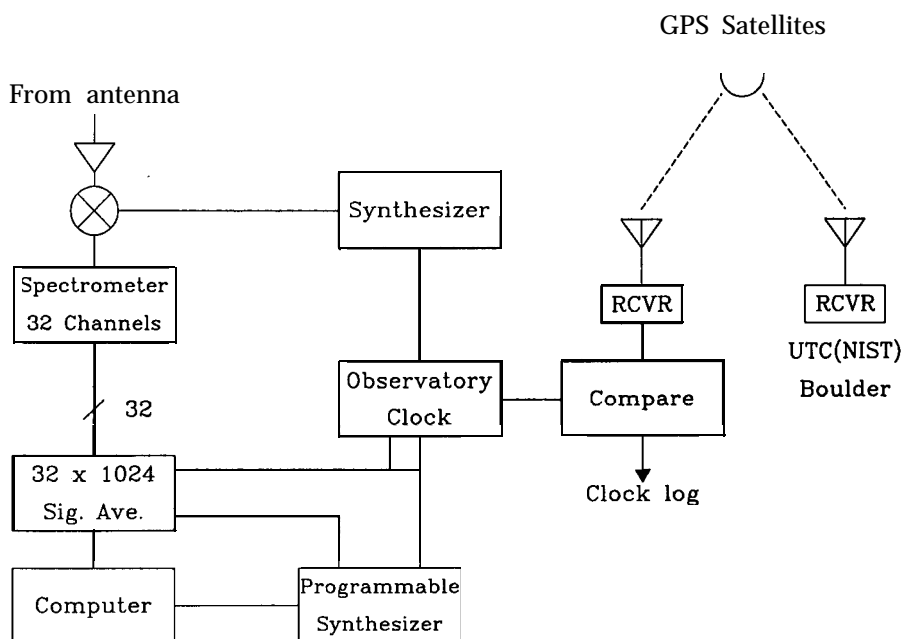 GPS Satellites
From antenna
Synthesizer
Spectrometer
32 Channels
RCVR
RCVR
UTC(NIST)
Boulder
Observatory
Clock
Compare
32
32 x 1024
Sig. Ave.
Clock log
Computer
Programmable
Synthesizer